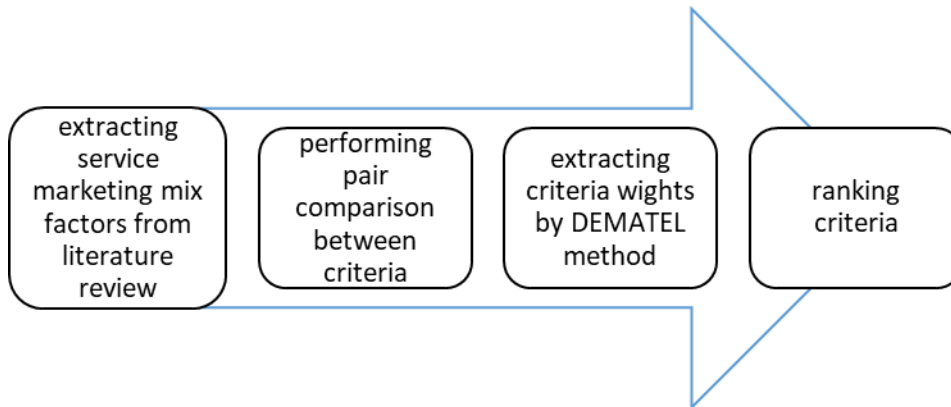 extracting
service
marketing mix
factors from
literature
review
performing
pair
comparison
between
criteria
extracting
criteria wights
by DEMATEL
method
ranking
criteria